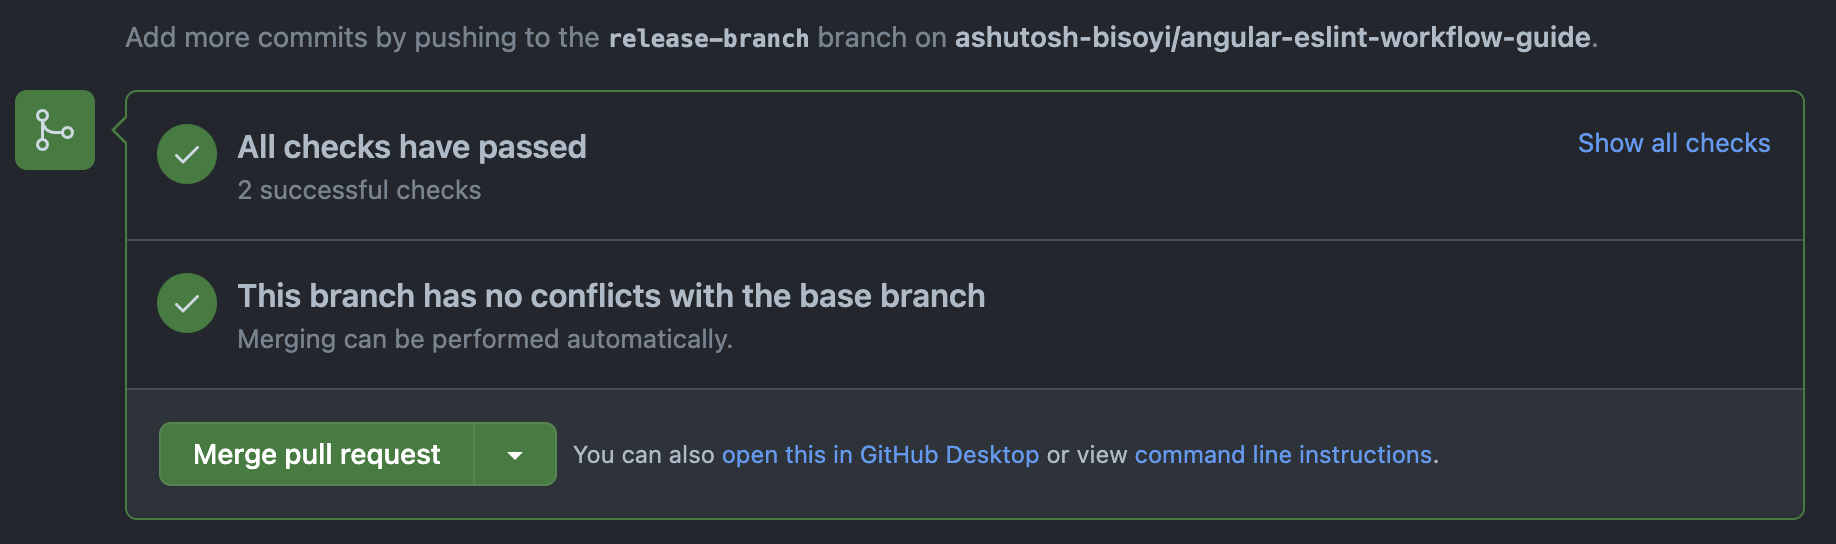 Add more commits by pushing to the release-branch branch on ashutosh-bisoyi/angular-eslint-workflow-guide.
All checks have passed
Show all checks
2 successful checks
This branch has no conflicts with the base branch
Merging can be performed automatically.
Merge pull request
You can also open this in GitHub Desktop or view command line instructions.